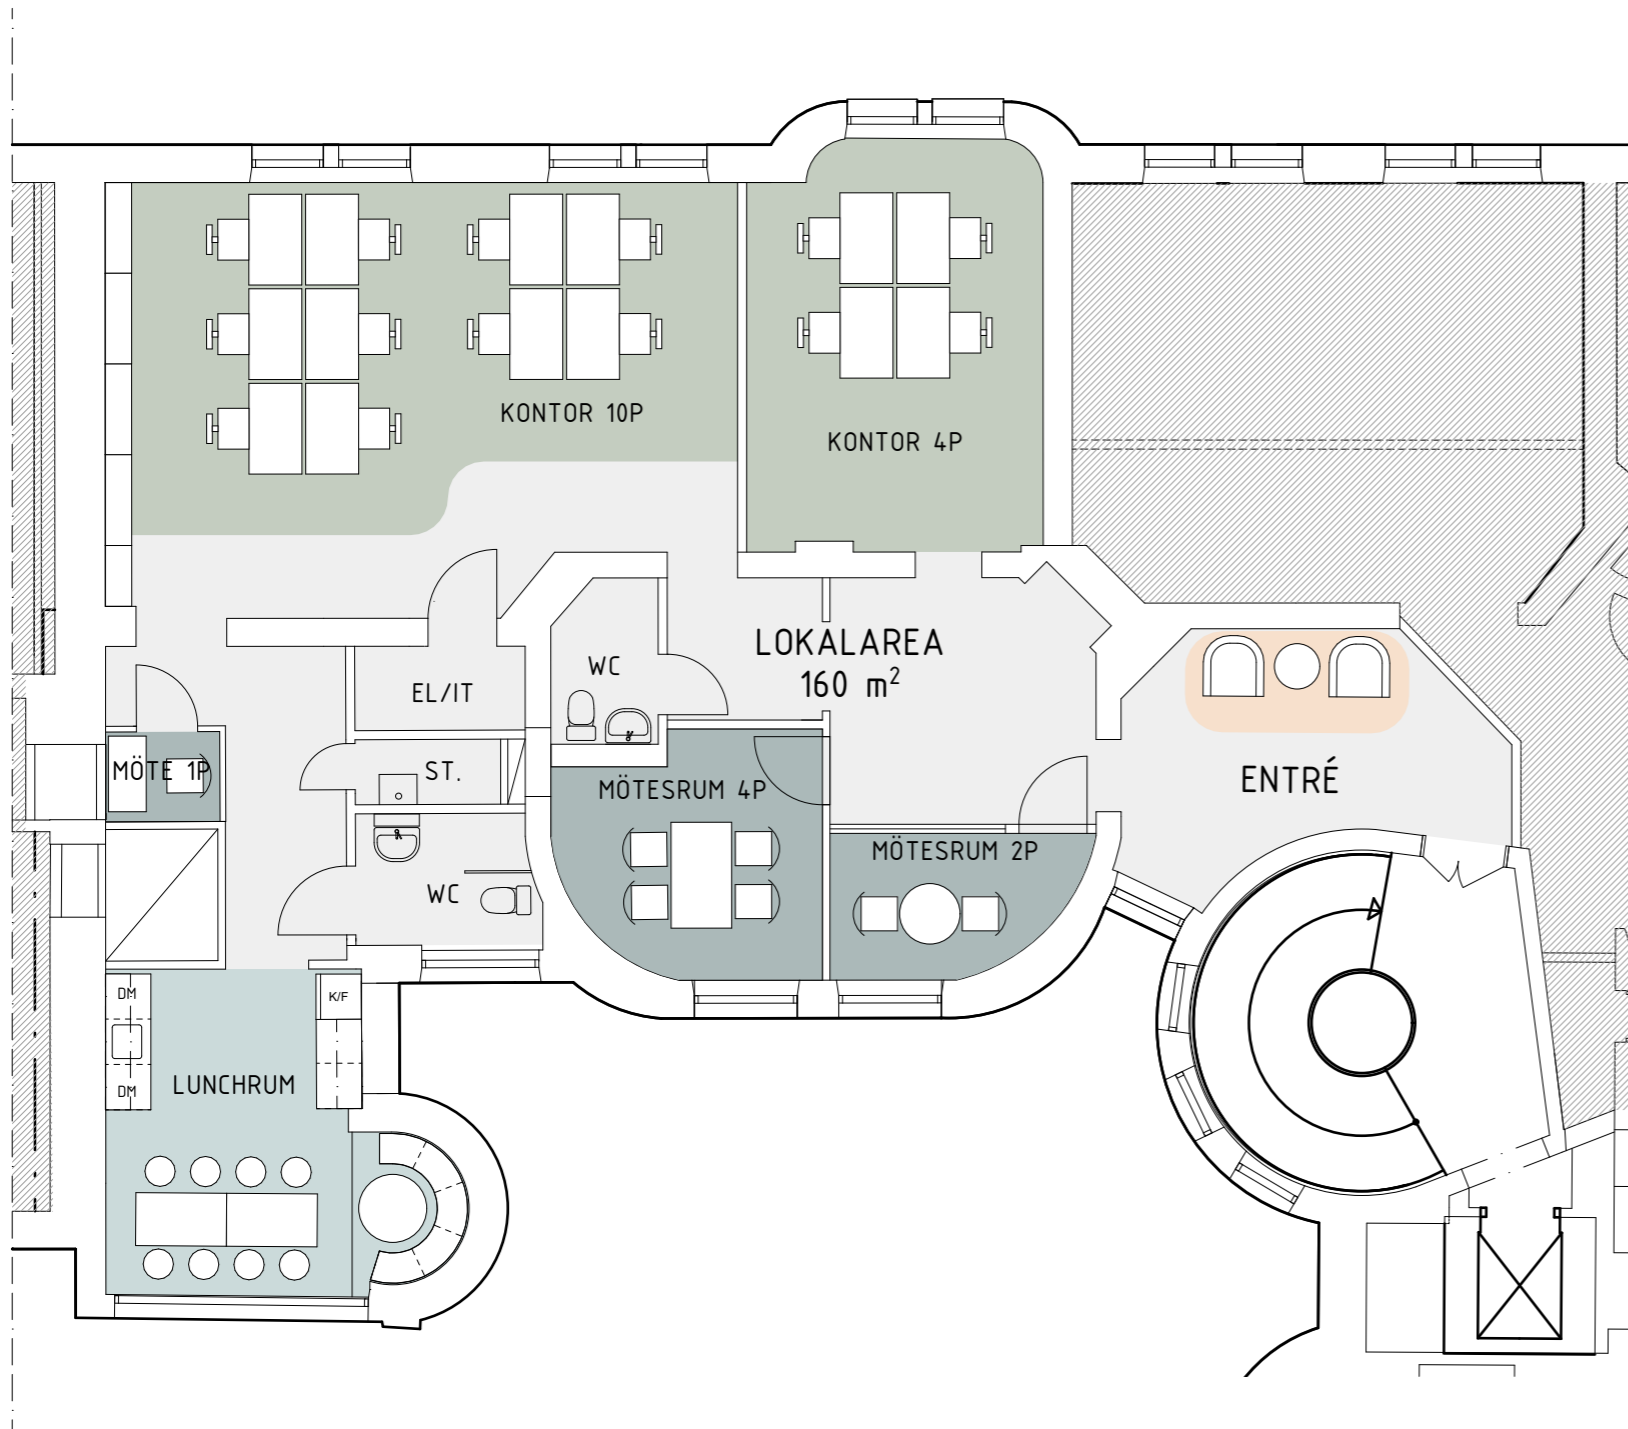 KONTOR 10P
KONTOR 4P
LOKALAREA
160 m²
WC
EL/IT
MÖTE 1P
ST.
MÖTESRUM 4P
ENTRÉ
MÖTESRUM 2P
WC
DM
K/F
LUNCHRUM
DM